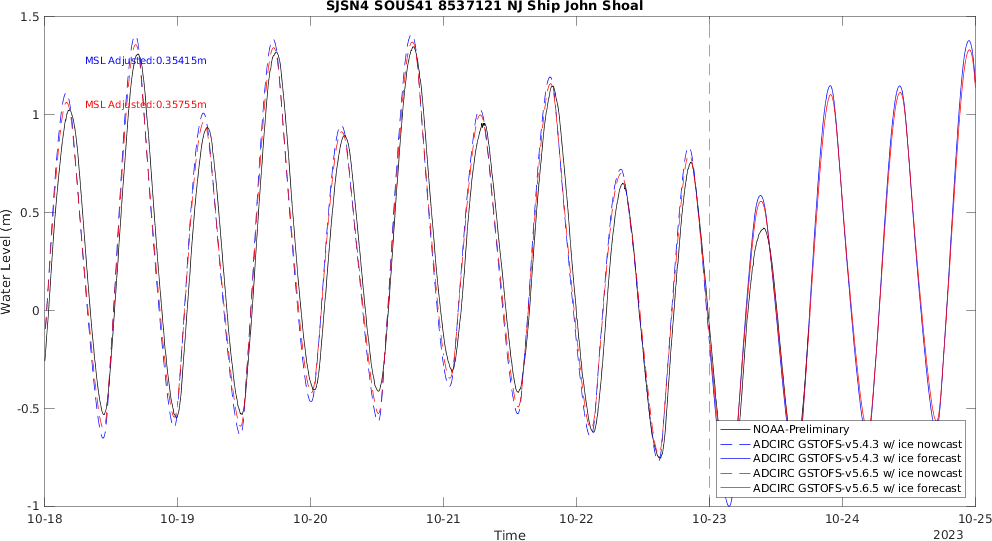 SJSN4 SOUS41 8537121 NJ Ship John Shoal
1.5
1
0.5
0
-0.5
-1
Water Level (m)
MSL Adjusted:0.35415m
MSL Adjusted:0.35755m
NOAA-Preliminary
ADCIRC GSTOFS-v5.4.3 w/ ice nowcast
ADCIRC GSTOFS-v5.4.3 w/ ice forecast
ADCIRC GSTOFS-v5.6.5 w/ ice nowcast
ADCIRC GSTOFS-v5.6.5 w/ ice forecast
10-18 10-19 10-20 10-21 10-22 10-23 10-24 10-25
Time
2023